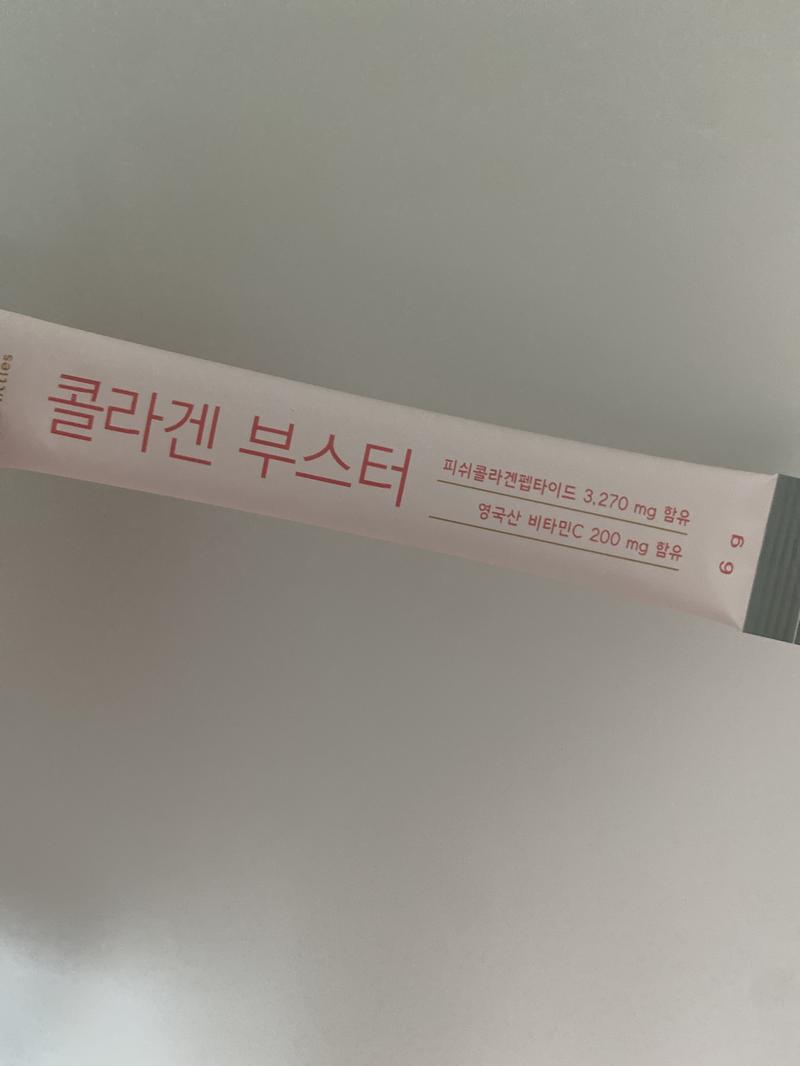 콜라겐 부스터
피쉬콜라겐펩타이드 3,270 mg 함유
영국산 비타민C 200 mg 함유
6 g